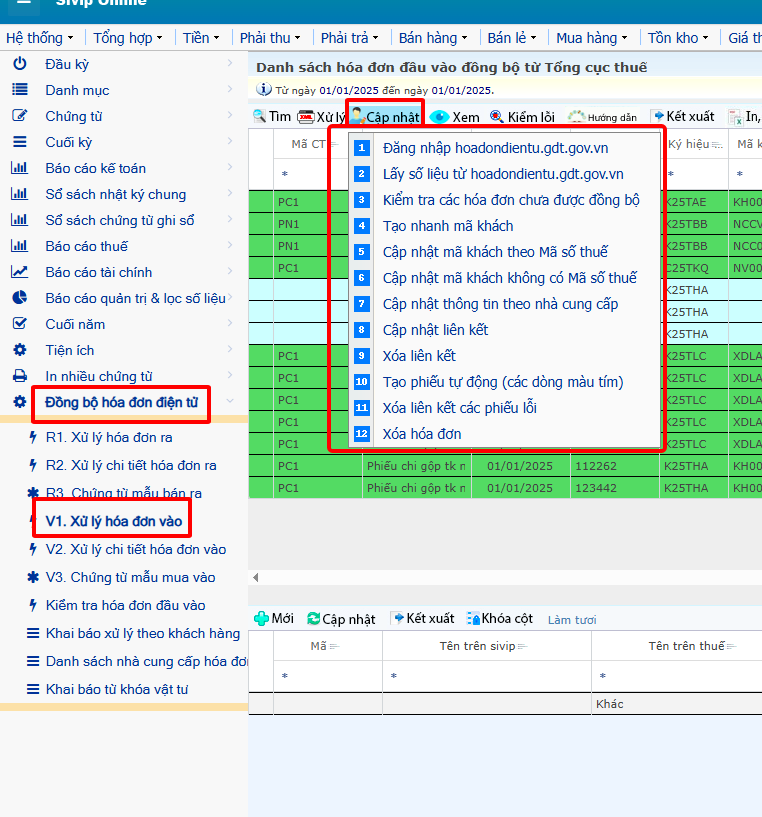 Sivip Online
Hệ thống Tổng hợp Tiền Phải thu Phải trả Bán hàng Bán lẻ Mua hàng Tồn kho Giá th
Đầu kỳ
Danh mục
Chứng từ
Cuối kỳ
Báo cáo kế toán
Sổ sách nhật ký chung
Sổ sách chứng từ ghi sổ
Báo cáo thuế
Báo cáo tài chính
Báo cáo quản trị & lọc số liệu
Cuối năm
Tiện ích
In nhiều chứng từ
Đồng bộ hóa đơn điện tử
R1. Xử lý hóa đơn ra
R2. Xử lý chi tiết hóa đơn ra
R3. Chứng từ mẫu bán ra
V1. Xử lý hóa đơn vào
V2. Xử lý chi tiết hóa đơn vào
V3. Chứng từ mẫu mua vào
Kiểm tra hóa đơn đầu vào
Khai báo xử lý theo khách hàng
Danh sách nhà cung cấp hóa đơ
Khai báo từ khóa vật tư
Danh sách hóa đơn đầu vào đồng bộ từ Tổng cục thuế
Từ ngày 01/01/2025 đến ngày 01/01/2025.
Tìm XML Xử lý Cập nhật Xem Kiểm lỗi Hướng dẫn Kết xuất In,
Mã CT Ký hiệu Mã k
* * *
PC1 K25TAE KH00
PN1 K25TBB NCCV
PN1 K25TBB NCC0
PC1 C25TKQ NV00
K25THA
K25THA
K25THA
PC1 K25TLC XDLA
PC1 K25TLC XDLA
PC1 K25TLC XDLA
PC1 K25TLC XDLA
PC1 K25TLC XDLA
PC1 Phiếu chi gộp tk n 01/01/2025 112262 K25THA KH00
PC1 Phiếu chi gộp tk n 01/01/2025 123442 K25THA KH00
1 Đăng nhập hoadondientu.gdt.gov.vn
2 Lấy số liệu từ hoadondientu.gdt.gov.vn
3 Kiểm tra các hóa đơn chưa được đồng bộ
4 Tạo nhanh mã khách
5 Cập nhật mã khách theo Mã số thuế
6 Cập nhật mã khách không có Mã số thuế
7 Cập nhật thông tin theo nhà cung cấp
8 Cập nhật liên kết
9 Xóa liên kết
10 Tạo phiếu tự động (các dòng màu tím)
11 Xóa liên kết các phiếu lỗi
12 Xóa hóa đơn
Mới Cập nhật Kết xuất Khóa cột Làm tươi
Mã Tên trên sivip Tên trên thuế
* * *
Khác